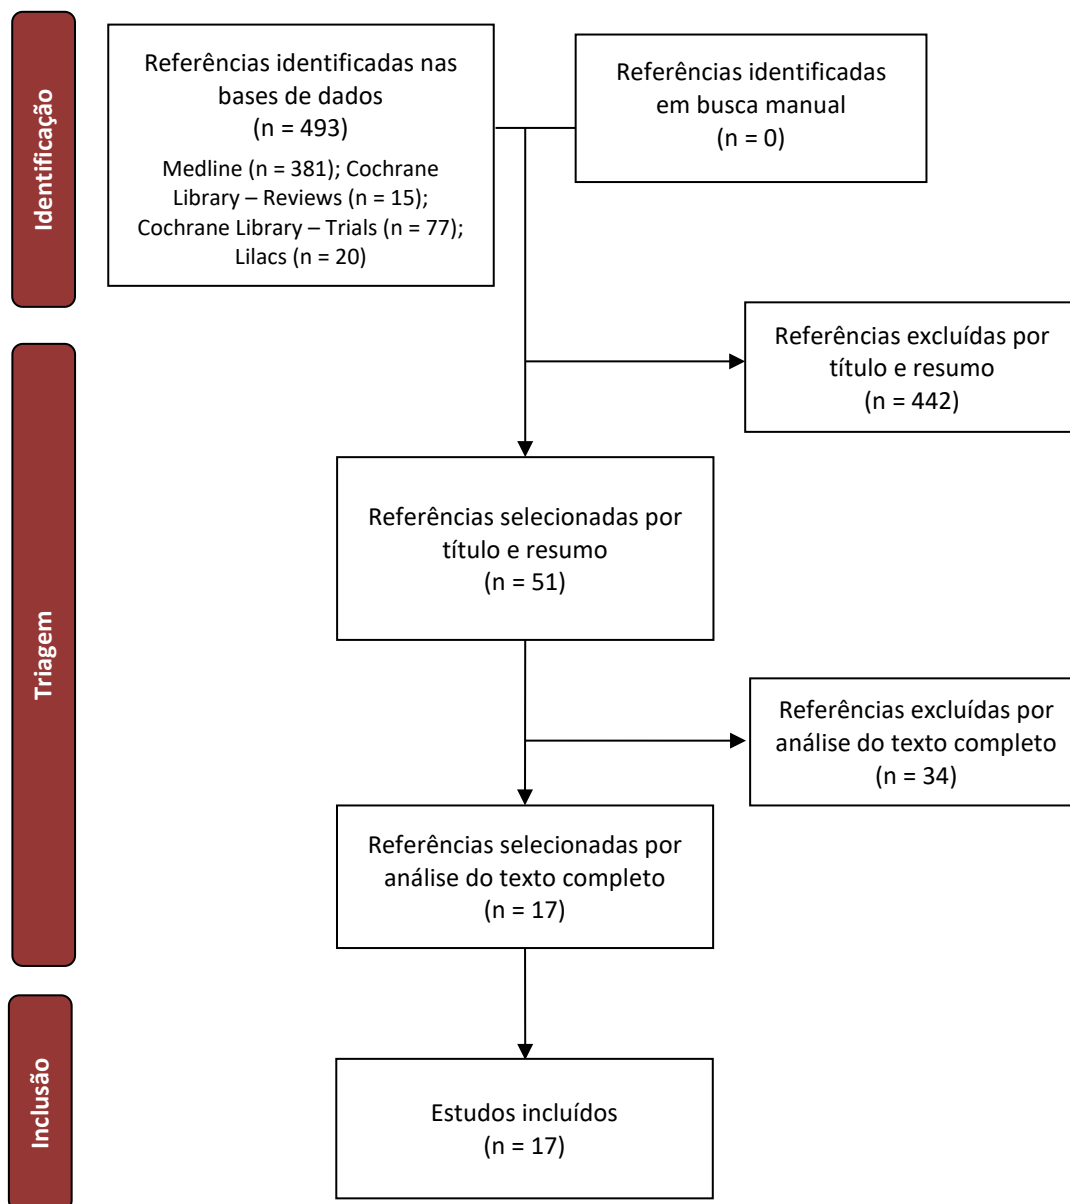 Identificação
Referências identificadas nas
bases de dados
(n = 493)
Medline (n = 381); Cochrane
Library – Reviews (n = 15);
Cochrane Library – Trials (n = 77);
Lilacs (n = 20)
Referências identificadas
em busca manual
(n = 0)
Triagem
Referências excluídas por
título e resumo
(n = 442)
Referências selecionadas por
título e resumo
(n = 51)
Referências excluídas por
análise do texto completo
(n = 34)
Referências selecionadas por
análise do texto completo
(n = 17)
Inclusão
Estudos incluídos
(n = 17)